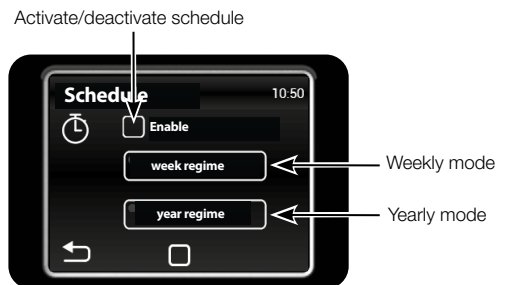 Activate/deactivate schedule
Schedule
10:50
Enable
week regime
Weekly mode
year regime
Yearly mode